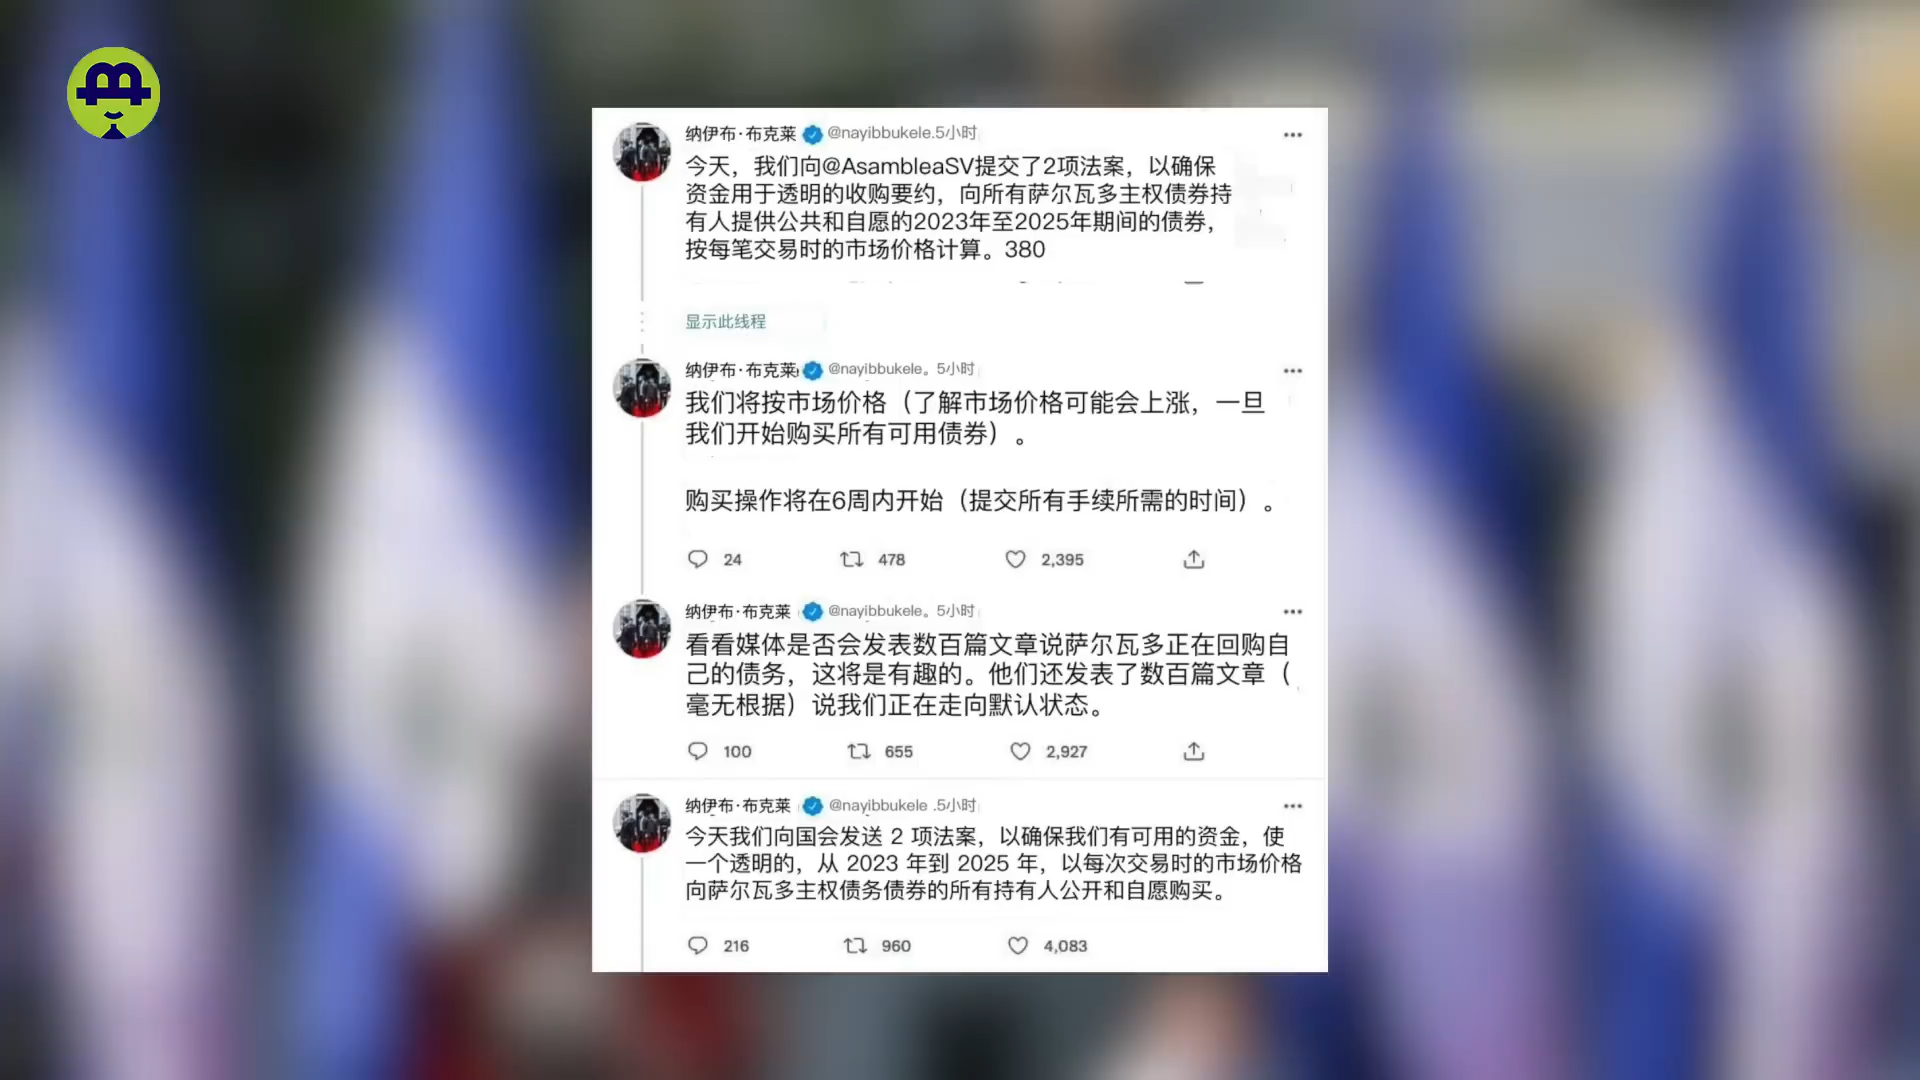 纳伊布·布克莱 @nayibbukele.5小时
今天，我们向@AsambleaSV提交了2项法案，以确保
资金用于透明的收购要约，向所有萨尔瓦多主权债券持
有人提供公共和自愿的2023年至2025年期间的债券，
按每笔交易时的市场价格计算。380
显示此线程
纳伊布·布克莱 @nayibbukele。5小时
我们将按市场价格（了解市场价格可能会上涨，一旦
我们开始购买所有可用债券）。
购买操作将在6周内开始（提交所有手续所需的时间）。
24 478 2,395
纳伊布·布克莱 @nayibbukele。5小时
看看媒体是否会发表数百篇文章说萨尔瓦多正在回购自
己的债务，这将是有趣的。他们还发表了数百篇文章（
毫无根据）说我们正在走向默认状态。
100 655 2,927
纳伊布·布克莱 @nayibbukele .5小时
今天我们向国会发送 2 项法案，以确保我们有可用的资金，使
一个透明的，从 2023 年到 2025 年，以每次交易时的市场价格
向萨尔瓦多主权债务债券的所有持有人公开和自愿购买。
216 960 4,083